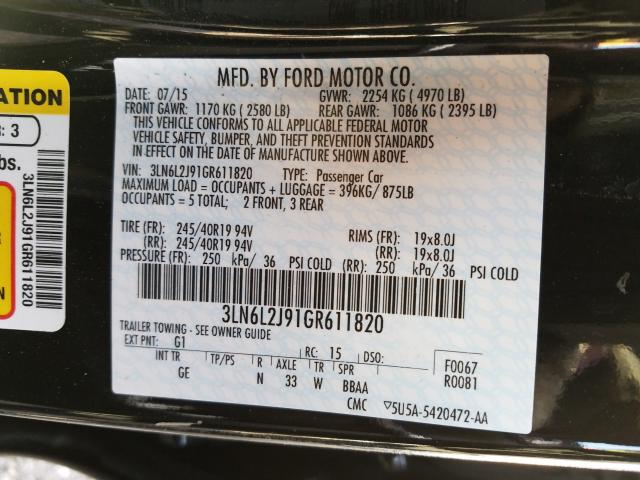 MFD. BY FORD MOTOR CO.
DATE: 07/15 GVWR: 2254 KG ( 4970 LB)
FRONT GAWR: 1170 KG ( 2580 LB) REAR GAWR: 1086 KG ( 2395 LB)
THIS VEHICLE CONFORMS TO ALL APPLICABLE FEDERAL MOTOR
VEHICLE SAFETY, BUMPER, AND THEFT PREVENTION STANDARDS
IN EFFECT ON THE DATE OF MANUFACTURE SHOWN ABOVE.
VIN: 3LN6L2J91GR611820 TYPE: Passenger Car
MAXIMUM LOAD = OCCUPANTS + LUGGAGE = 396KG/ 875LB
OCCUPANTS = 5 TOTAL; 2 FRONT, 3 REAR
TIRE (FR): 245/40R19 94V RIMS (FR): 19x8.0J
(RR): 245/40R19 94V (RR): 19x8.0J
PRESSURE (FR): 250 kPa/ 36 PSI COLD (RR): 250 kPa/ 36 PSI COLD
3LN6L2J91GR611820
TRAILER TOWING - SEE OWNER GUIDE
EXT PNT: G1 RC: 15 DSO:
F0067
R0081
INT TR TP/PS R AXLE TR SPR
GE N 33 W BBAA
CMC ▽5U5A-5420472-AA
ATION
: 3
bs.
N
3LN6L2J91GR611820